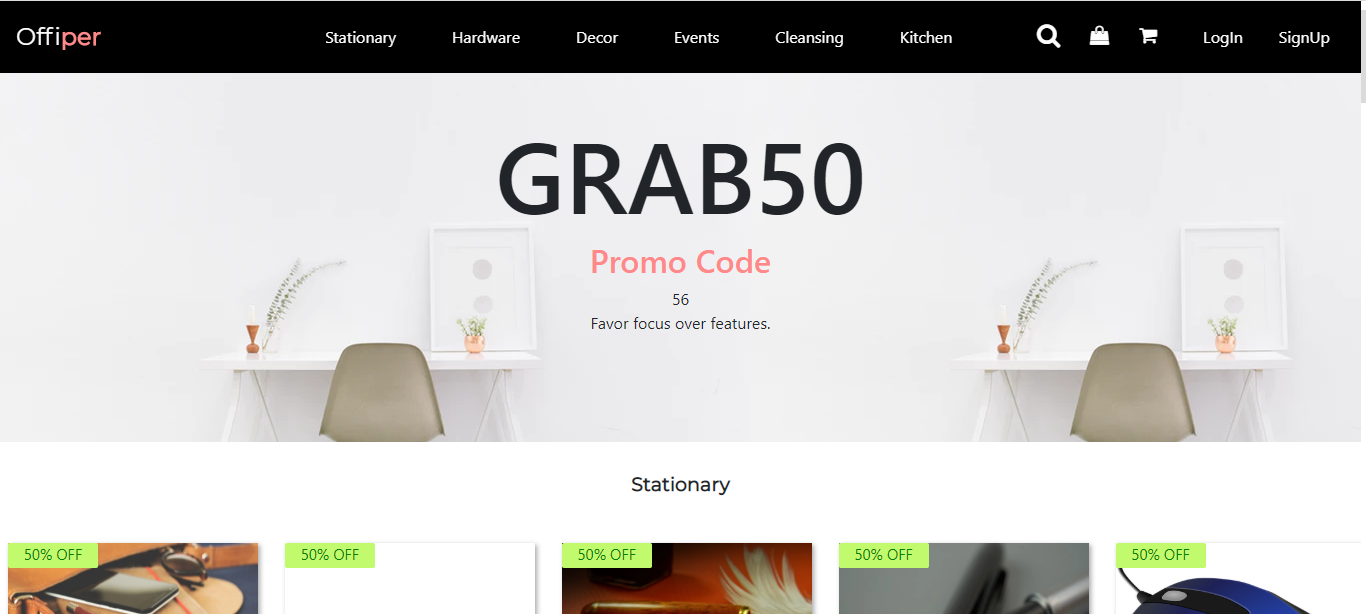 Offiper Stationary Hardware Decor Events Cleansing Kitchen LogIn SignUp
GRAB50
Promo Code
56
Favor focus over features.
Stationary
50% OFF 50% OFF 50% OFF 50% OFF 50% OFF